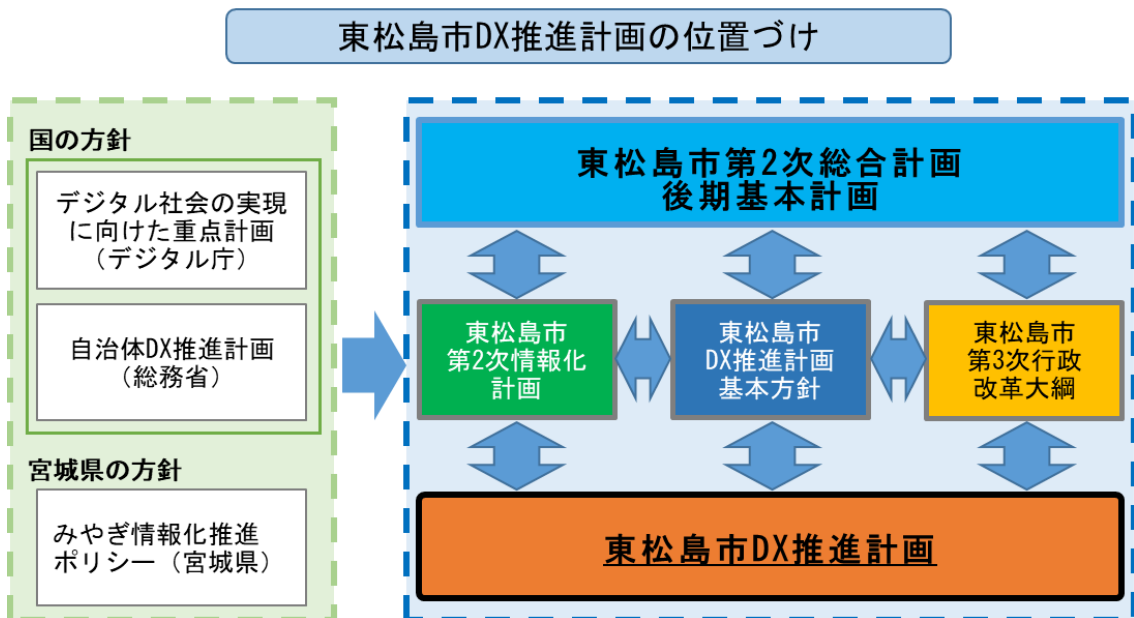 東松島市DX推進計画の位置づけ
国の方針
デジタル社会の実現
に向けた重点計画
（デジタル庁）
自治体DX推進計画
（総務省）
宮城県の方針
みやぎ情報化推進
ポリシー（宮城県）
東松島市第2次総合計画
後期基本計画
東松島市
第2次情報化
計画
東松島市
DX推進計画
基本方針
東松島市
第3次行政
改革大綱
東松島市DX推進計画